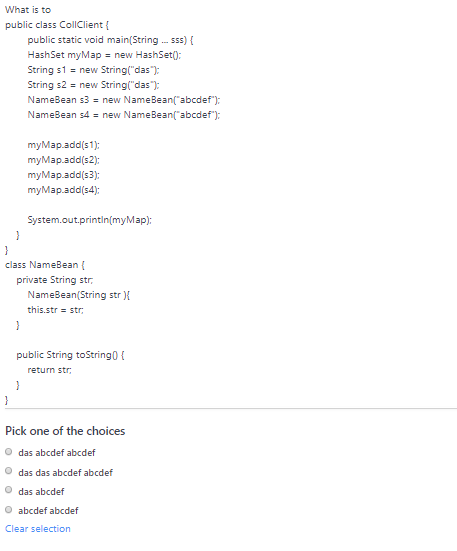 What is to
public class CollClient {
public static void main(String ... sss) {
HashSet myMap = new HashSet();
String s1 = new String("das");
String s2 = new String("das");
NameBean s3 = new NameBean("abcdef");
NameBean s4 = new NameBean("abcdef");
myMap.add(s1);
myMap.add(s2);
myMap.add(s3);
myMap.add(s4);
System.out.println(myMap);
}
}
class NameBean {
private String str;
NameBean(String str ){
this.str = str;
}
public String toString() {
return str;
}
}
Pick one of the choices
das abcdef abcdef
das das abcdef abcdef
das abcdef
abcdef abcdef
Clear selection